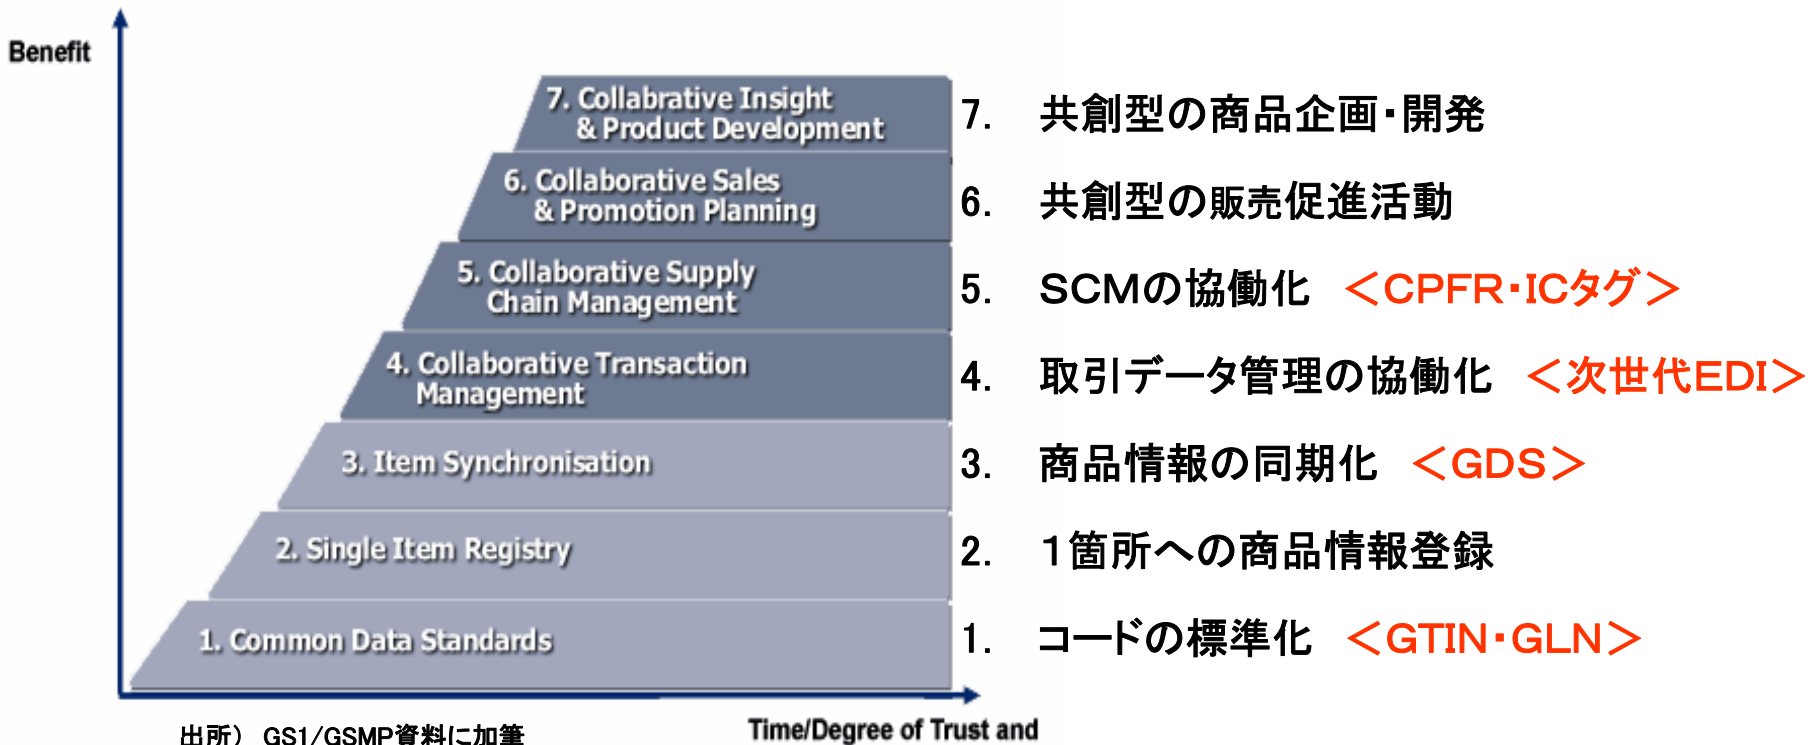 Benefit
7. Collabrative Insight
& Product Development
6. Collaborative Sales
& Promotion Planning
5. Collaborative Supply
Chain Management
4. Collaborative Transaction
Management
3. Item Synchronisation
2. Single Item Registry
1. Common Data Standards
7. 共創型の商品企画・開発
6. 共創型の販売促進活動
5. SCMの協働化 ＜CPFR・ICタグ＞
4. 取引データ管理の協働化 ＜次世代EDI＞
3. 商品情報の同期化 ＜GDS＞
2. １箇所への商品情報登録
1. コードの標準化 ＜GTIN・GLN＞
Time/Degree of Trust and
出所） GS1/GSMP資料に加筆